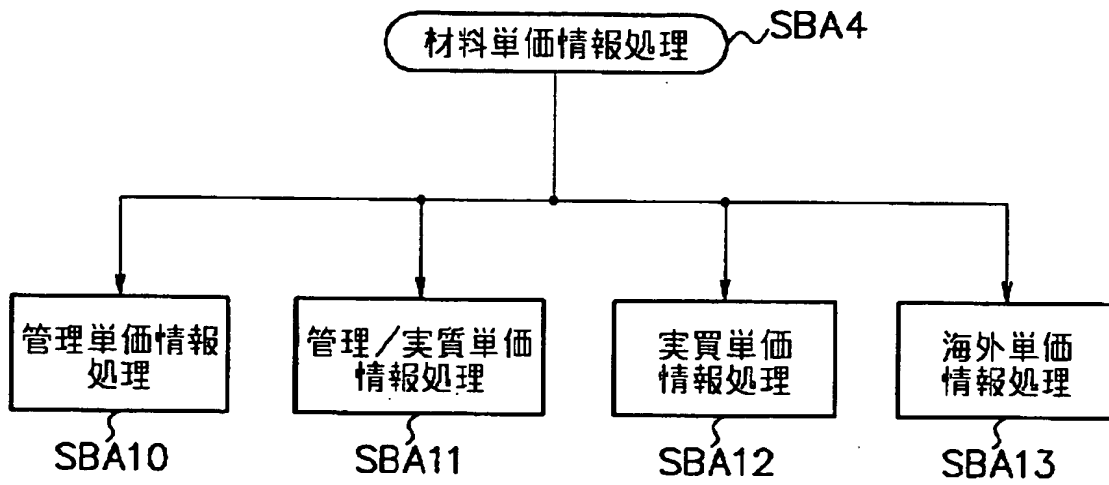 材料単価情報処理
SBA4
管理単価情報
処理
管理/実質単価
情報処理
実買単価
情報処理
海外単価
情報処理
SBA10
SBA11
SBA12
SBA13